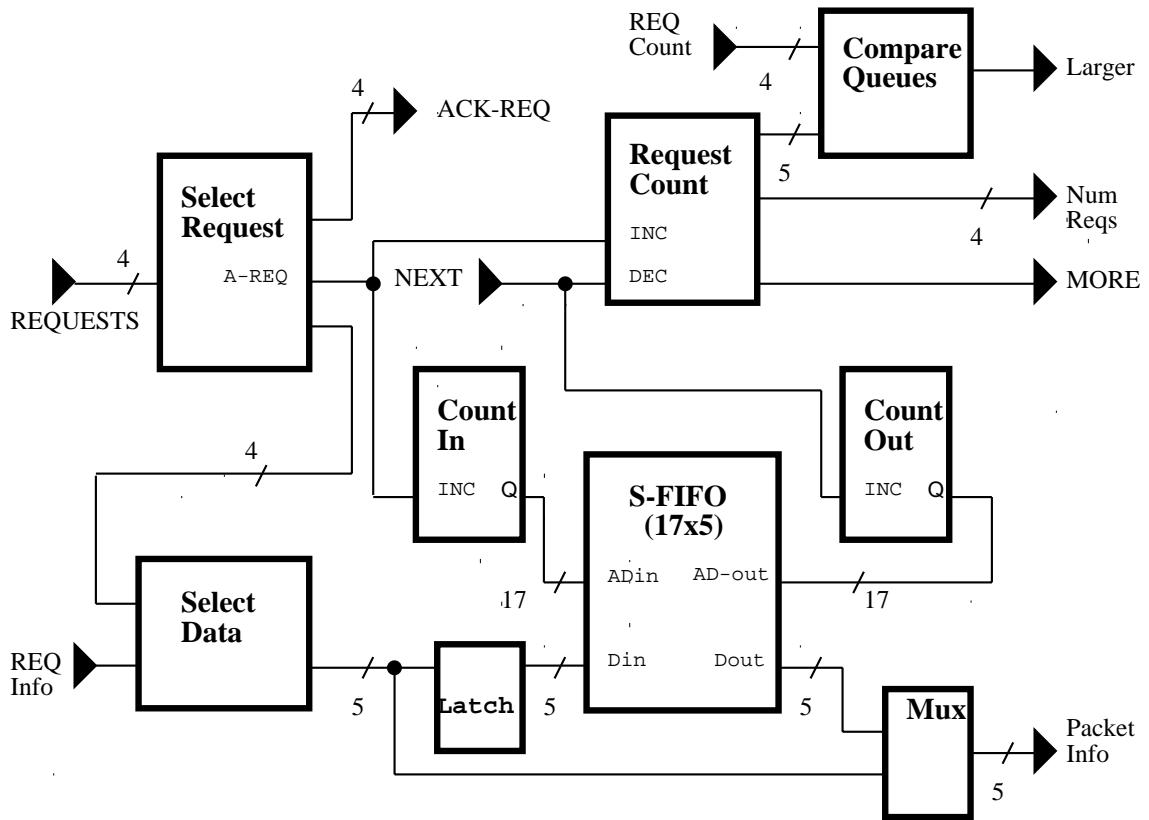 REQ
Count
4
Compare
Queues
Larger
4
ACK-REQ
5
Request
Count
INC
DEC
Num
Reqs
4
MORE
Select
Request
A-REQ
4
REQUESTS
NEXT
4
Count
In
INC Q
Count
Out
INC Q
S-FIFO
(17x5)
ADin AD-out
Din Dout
17
17
Select
Data
REQ
Info
5
Latch
5
5
Mux
Packet
Info
5